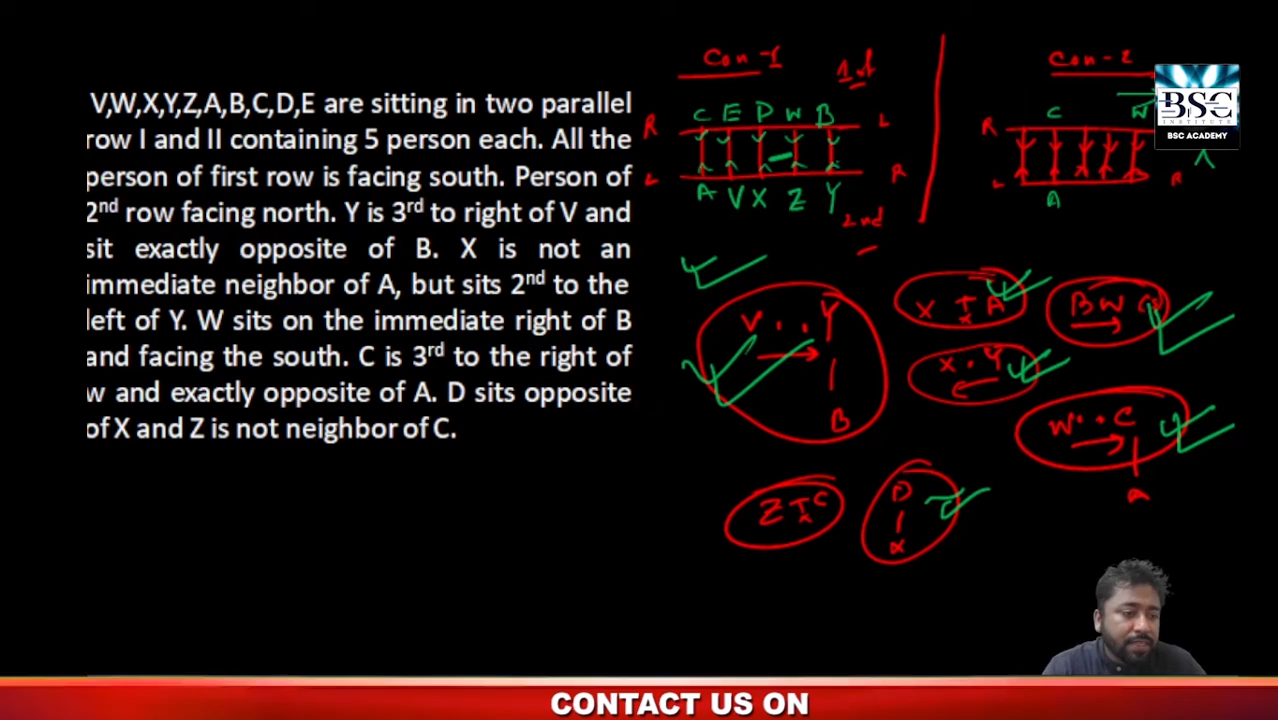 V,W,X,Y,Z,A,B,C,D,E are sitting in two parallel
row I and II containing 5 person each. All the
person of first row is facing south. Person of
2nd row facing north. Y is 3rd to right of V and
sit exactly opposite of B. X is not an
immediate neighbor of A, but sits 2nd to the
left of Y. W sits on the immediate right of B
and facing the south. C is 3rd to the right of
w and exactly opposite of A. D sits opposite
of X and Z is not neighbor of C.
Con-1
1st
C E D W B
R L
L R
A V X Z Y
2nd
Con-2
C W
R
L R
A
BSC
INSTITUTE
BSC ACADEMY
V . . Y
B
X A
B W
X . Y
W . . C
A
Z C
D
X
CONTACT US ON